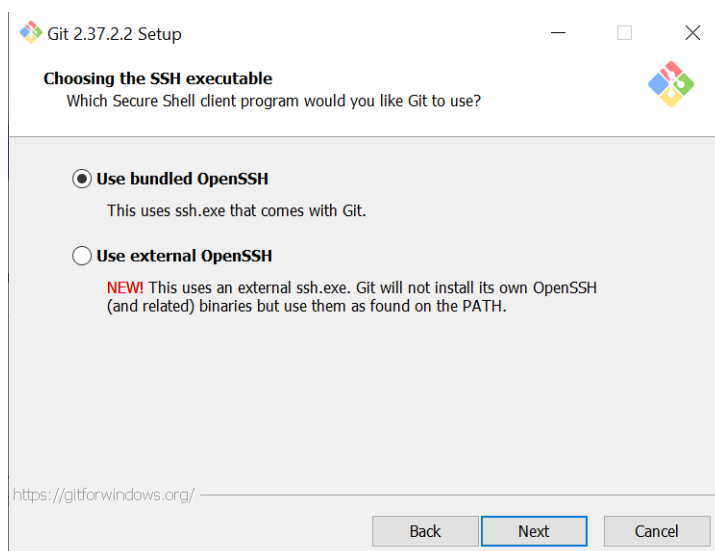 Git 2.37.2.2 Setup
Choosing the SSH executable
Which Secure Shell client program would you like Git to use?
Use bundled OpenSSH
This uses ssh.exe that comes with Git.
Use external OpenSSH
NEW! This uses an external ssh.exe. Git will not install its own OpenSSH
(and related) binaries but use them as found on the PATH.
https://gitforwindows.org/
Back Next Cancel